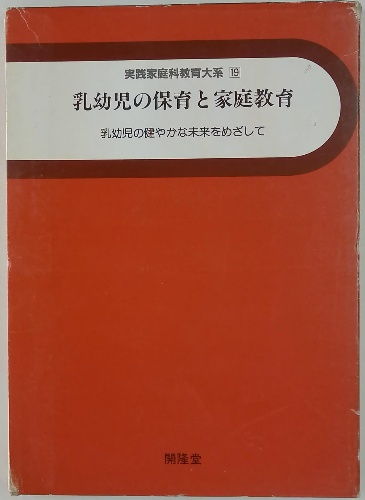 実践家庭科教育大系 19
乳幼児の保育と家庭教育
乳幼児の健やかな未来をめざして
開隆堂